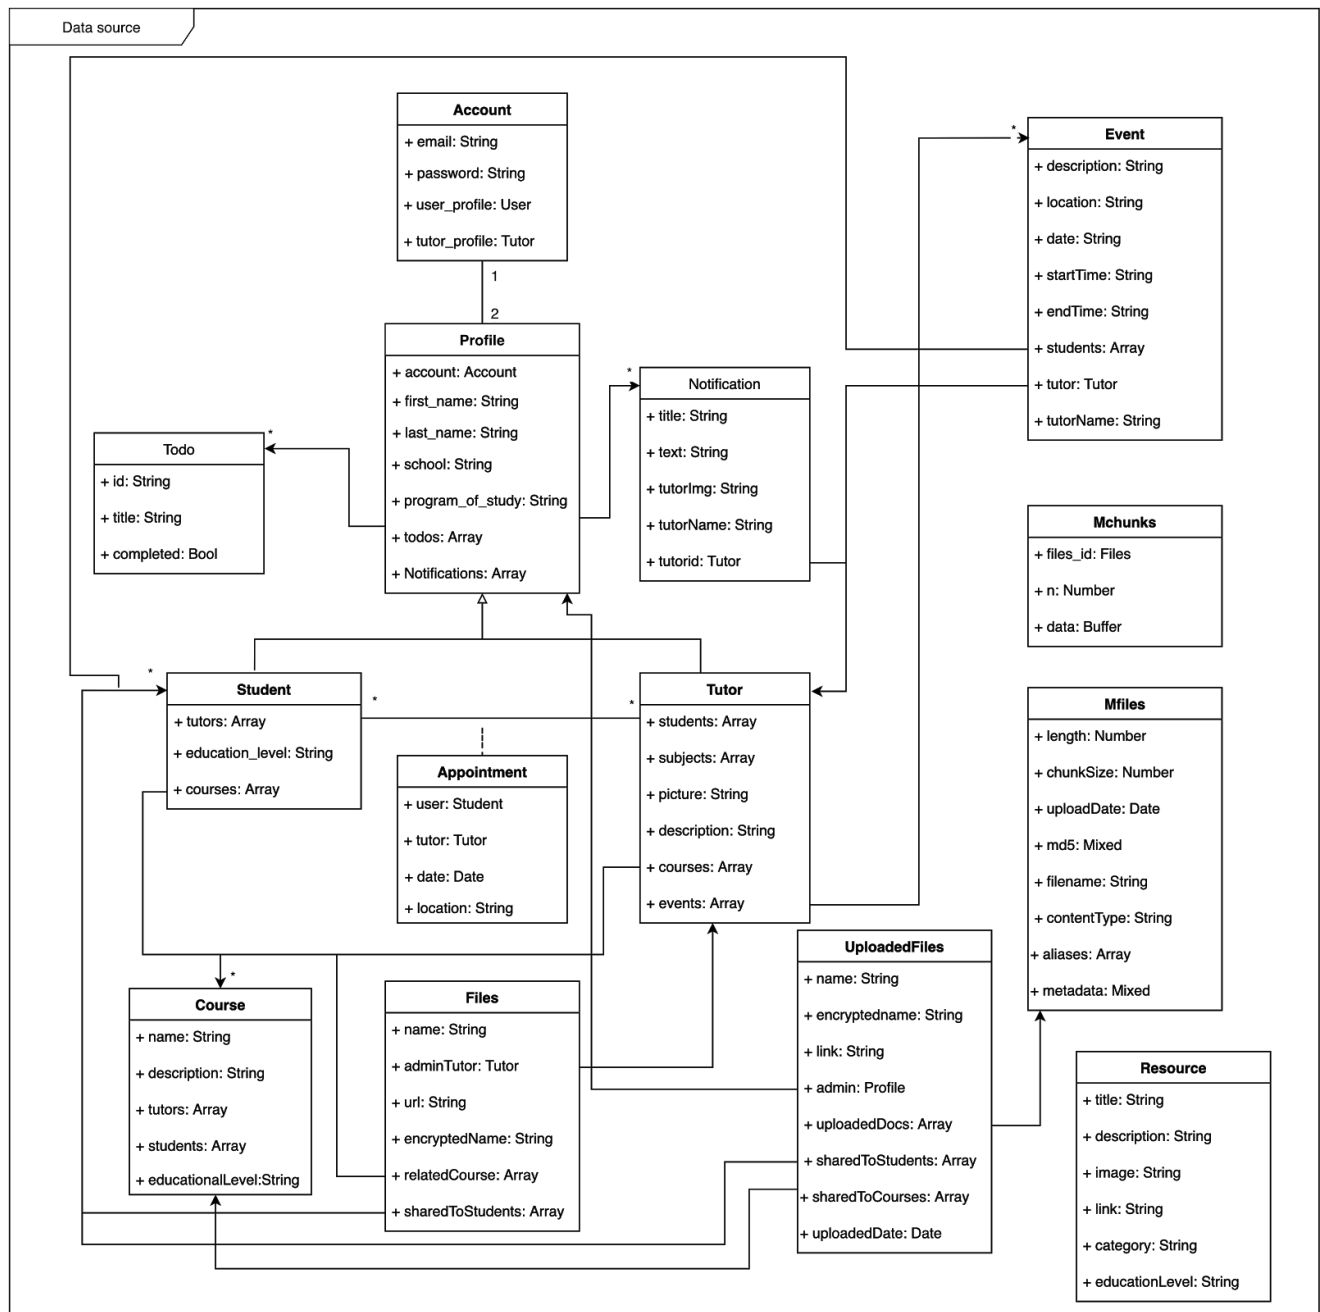 Data source
Account
+ email: String
+ password: String
+ user_profile: User
+ tutor_profile: Tutor
1
2
Profile
+ account: Account
+ first_name: String
+ last_name: String
+ school: String
+ program_of_study: String
+ todos: Array
+ Notifications: Array
*
Todo
+ id: String
+ title: String
+ completed: Bool
*
Notification
+ title: String
+ text: String
+ tutorImg: String
+ tutorName: String
+ tutorid: Tutor
*
Event
+ description: String
+ location: String
+ date: String
+ startTime: String
+ endTime: String
+ students: Array
+ tutor: Tutor
+ tutorName: String
Mchunks
+ files_id: Files
+ n: Number
+ data: Buffer
*
Student
+ tutors: Array
+ education_level: String
+ courses: Array
*
*
Tutor
+ students: Array
+ subjects: Array
+ picture: String
+ description: String
+ courses: Array
+ events: Array
Appointment
+ user: Student
+ tutor: Tutor
+ date: Date
+ location: String
Mfiles
+ length: Number
+ chunkSize: Number
+ uploadDate: Date
+ md5: Mixed
+ filename: String
+ contentType: String
+ aliases: Array
+ metadata: Mixed
*
Course
+ name: String
+ description: String
+ tutors: Array
+ students: Array
+ educationalLevel:String
Files
+ name: String
+ adminTutor: Tutor
+ url: String
+ encryptedName: String
+ relatedCourse: Array
+ sharedToStudents: Array
UploadedFiles
+ name: String
+ encryptedname: String
+ link: String
+ admin: Profile
+ uploadedDocs: Array
+ sharedToStudents: Array
+ sharedToCourses: Array
+ uploadedDate: Date
Resource
+ title: String
+ description: String
+ image: String
+ link: String
+ category: String
+ educationLevel: String